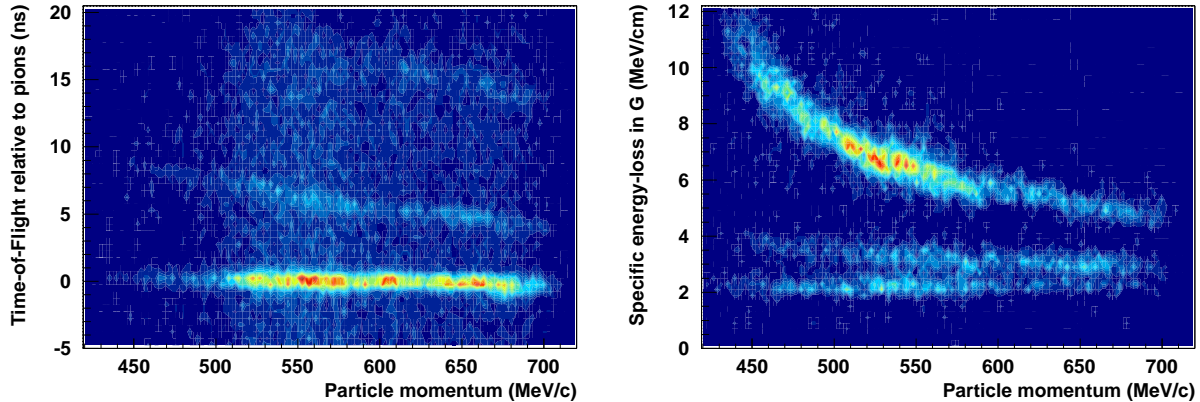 Time-of-Flight relative to pions (ns)
20
15
10
5
0
-5
450 500 550 600 650 700
Particle momentum (MeV/c)
Specific energy-loss in G (MeV/cm)
12
10
8
6
4
2
0
450 500 550 600 650 700
Particle momentum (MeV/c)